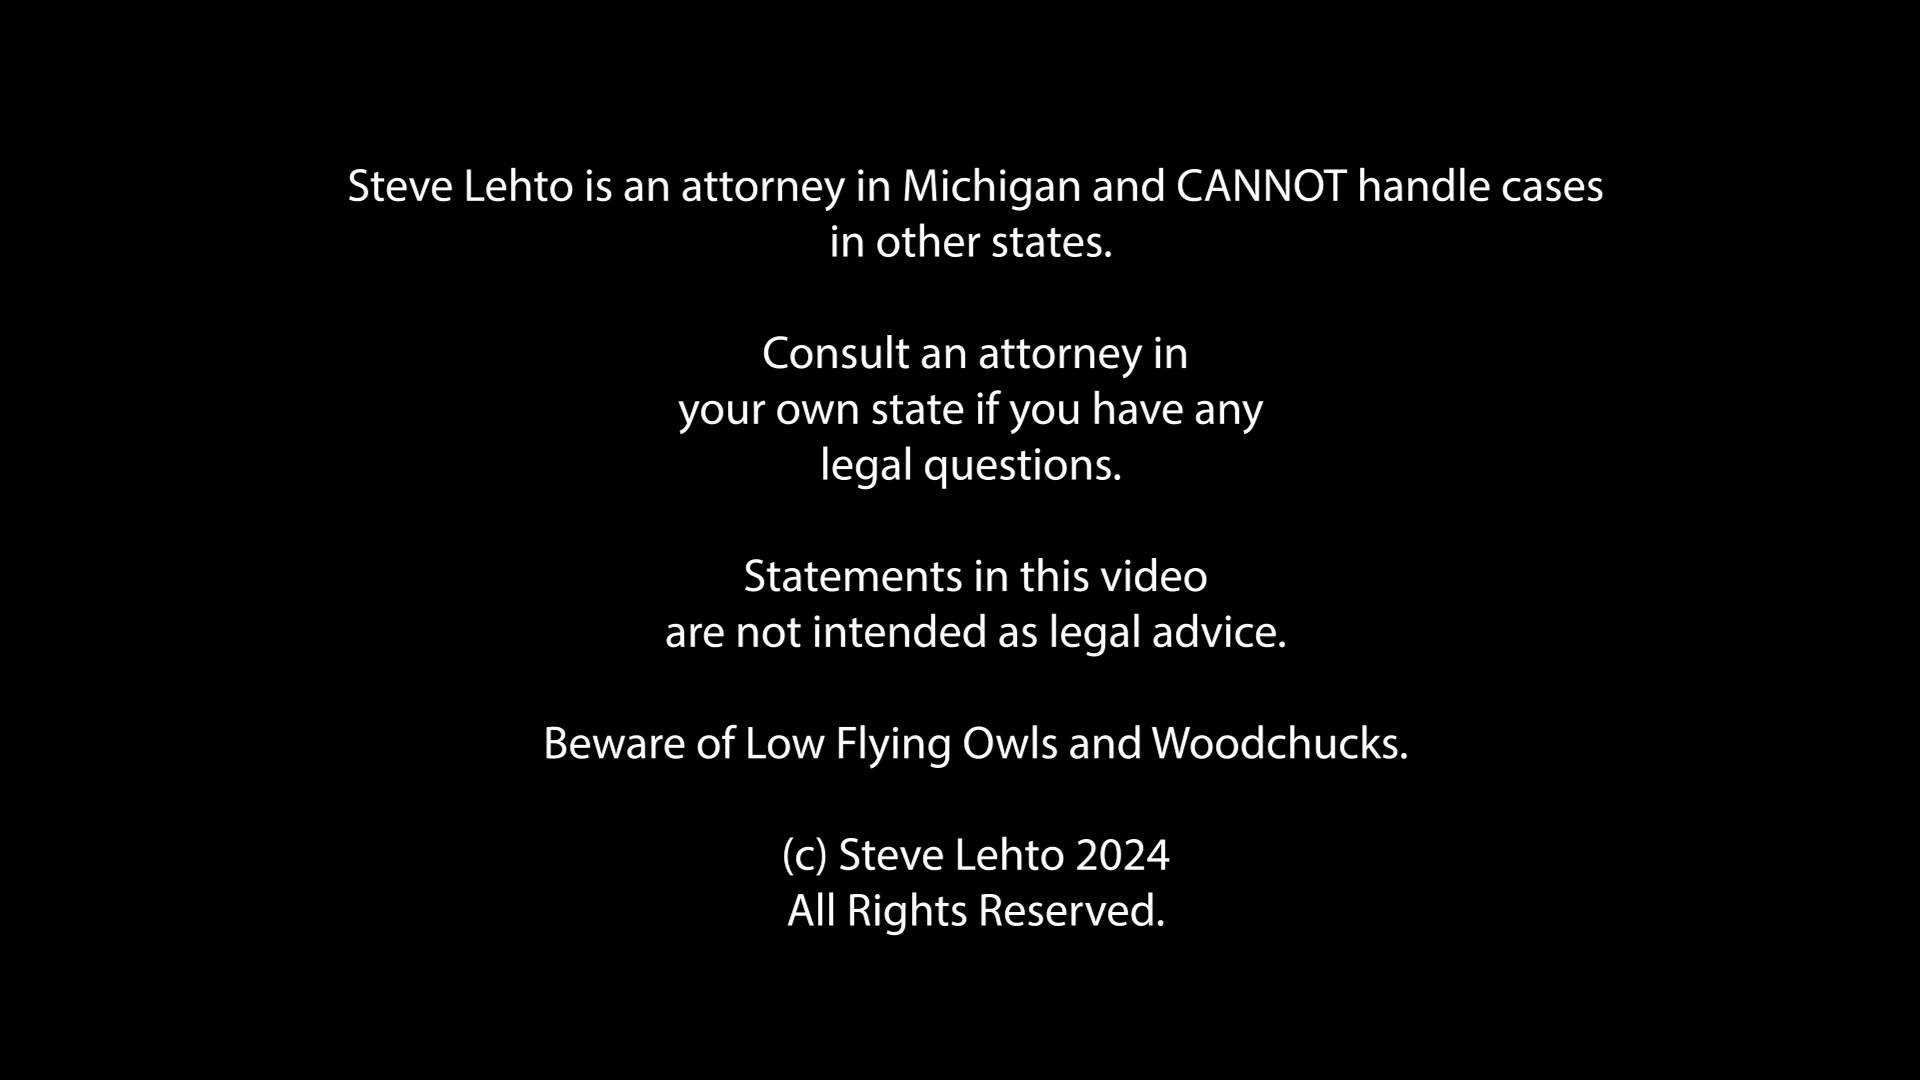 Steve Lehto is an attorney in Michigan and CANNOT handle cases
in other states.
Consult an attorney in
your own state if you have any
legal questions.
Statements in this video
are not intended as legal advice.
Beware of Low Flying Owls and Woodchucks.
(c) Steve Lehto 2024
All Rights Reserved.